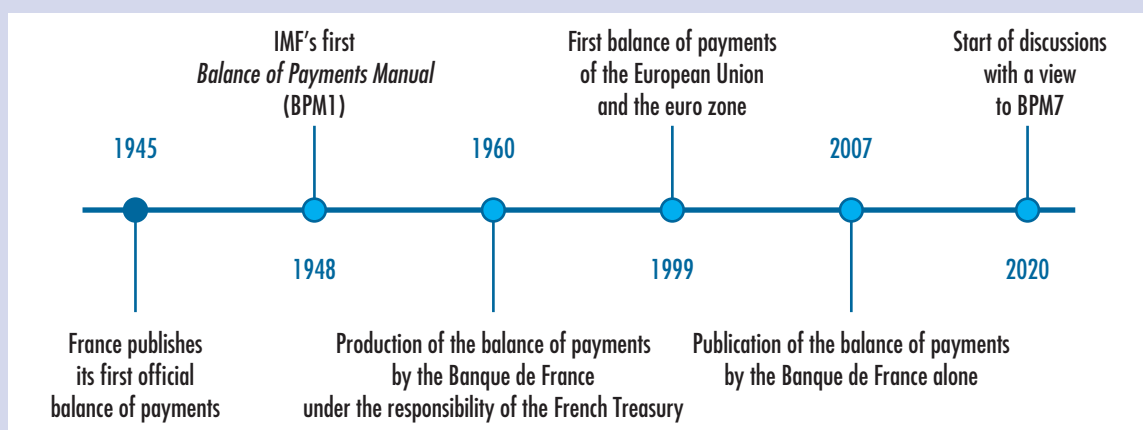 IMF's first
Balance of Payments Manual
(BPM1)
First balance of payments
of the European Union
and the euro zone
Start of discussions
with a view
to BPM7
1945
1960
2007
1948
1999
2020
France publishes
its first official
balance of payments
Production of the balance of payments
by the Banque de France
under the responsibility of the French Treasury
Publication of the balance of payments
by the Banque de France alone